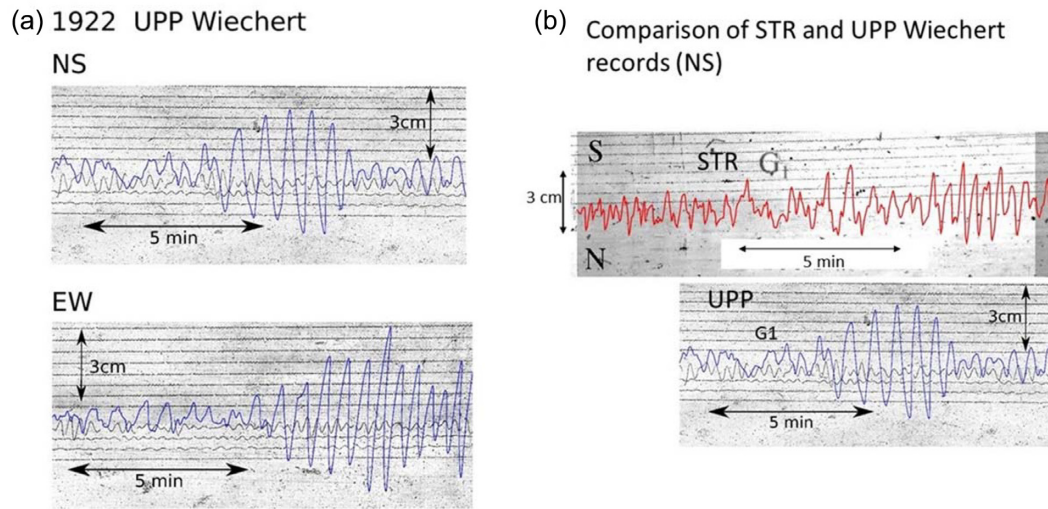 (a) 1922 UPP Wiechert
NS
3cm
5 min
EW
3cm
5 min
(b) Comparison of STR and UPP Wiechert
records (NS)
S
STR G1
3 cm
N
5 min
UPP
G1
3cm
5 min